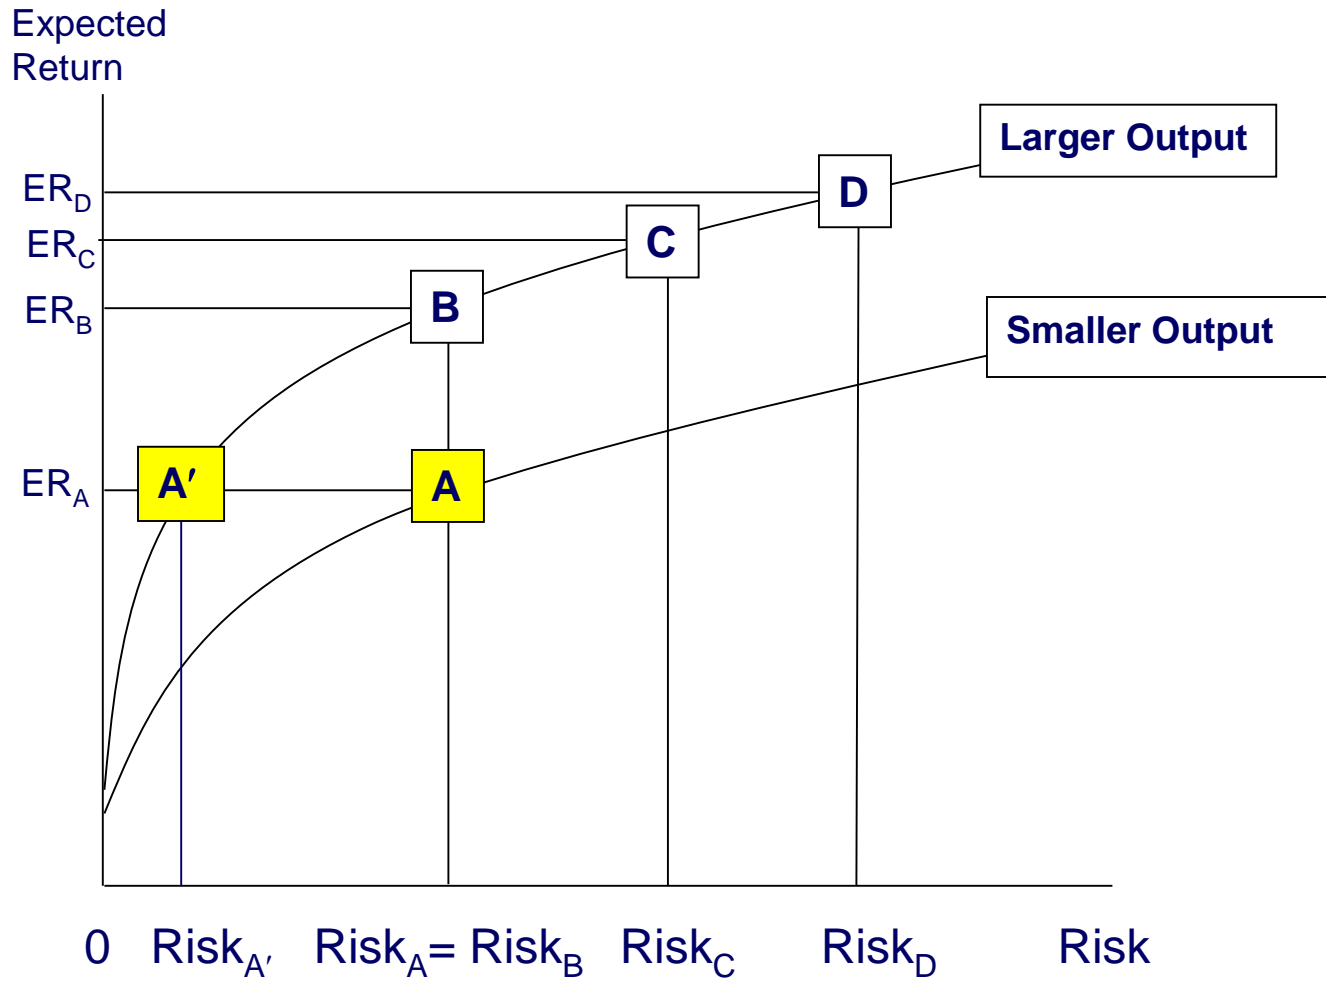 Expected
Return
Larger Output
ER_D
D
ER_C
C
ER_B
B
Smaller Output
ER_A
A′
A
0 Risk_A′ Risk_A= Risk_B Risk_C Risk_D Risk